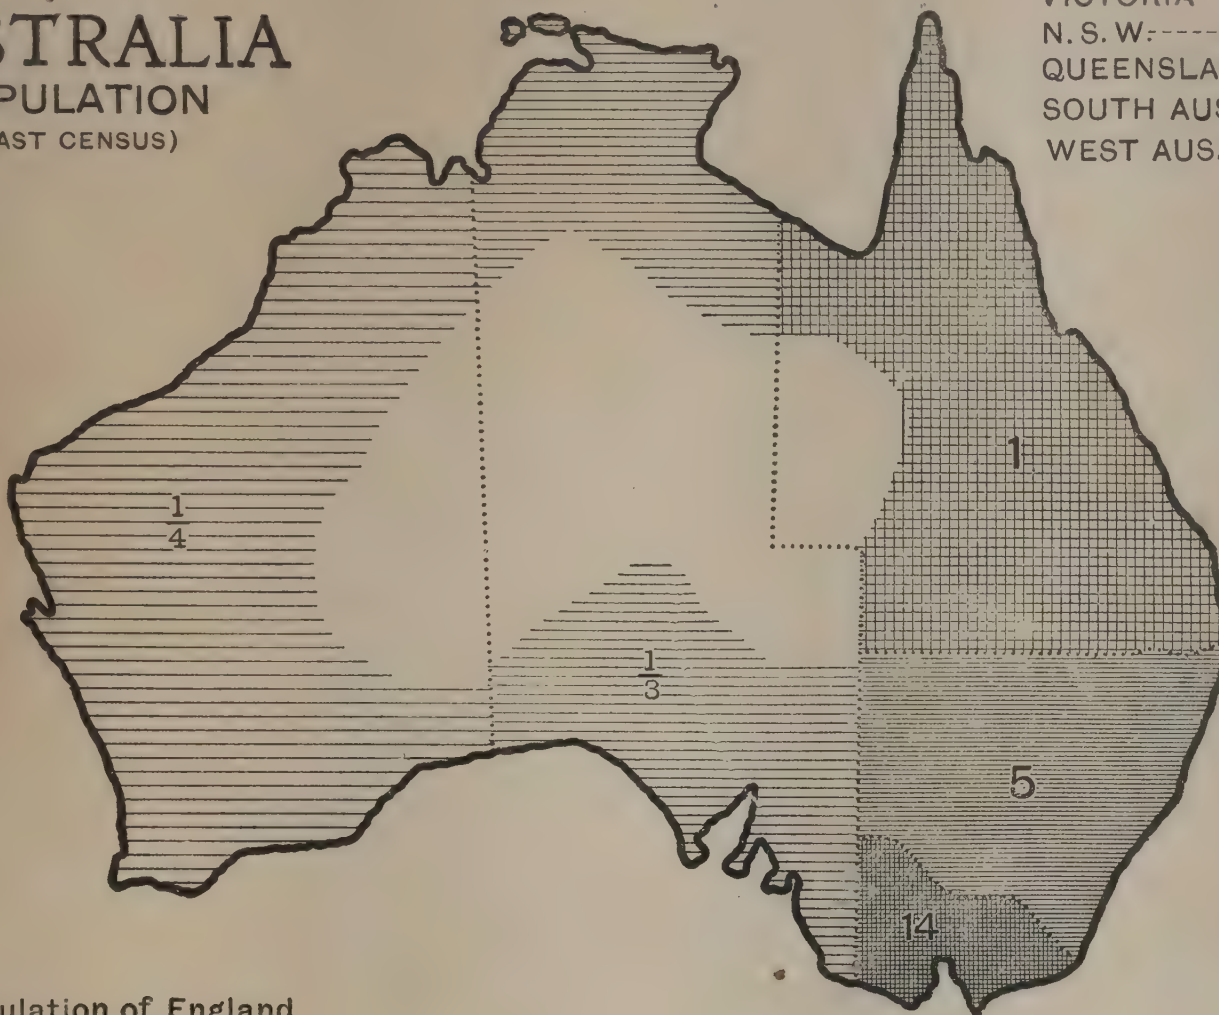 STRALIA
PULATION
AST CENSUS)
VICTORIA
N.S.W.-----
QUEENSLA
SOUTH AUS
WEST AUS.
1
1
4
1
3
5
14
ulation of England